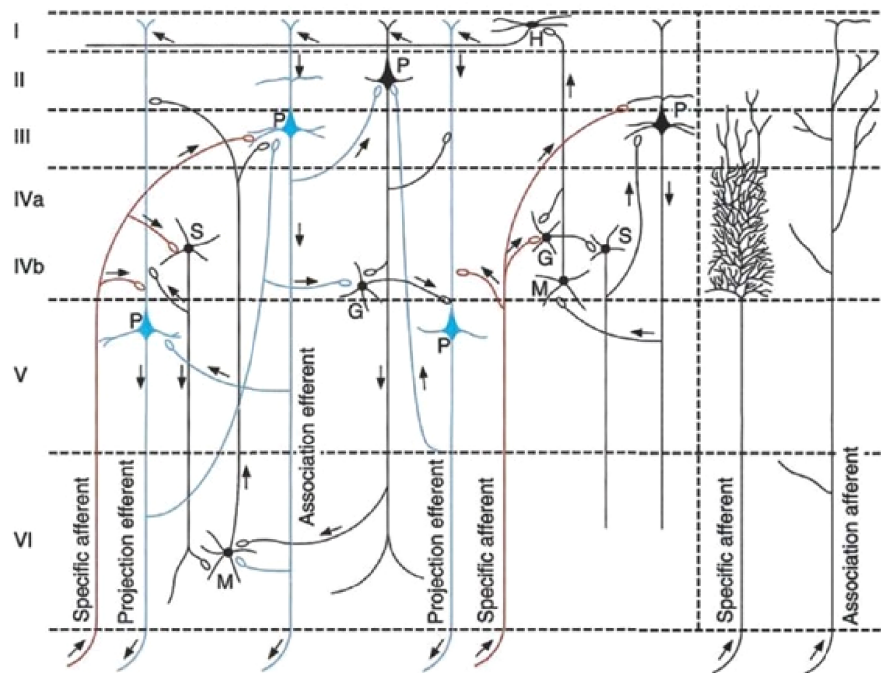 I
H
II
P
III
P
P
IVa
S
G
S
IVb
G
M
P
P
V
VI
M
Specific afferent
Projection efferent
Association efferent
Projection efferent
Specific afferent
Specific afferent
Association afferent